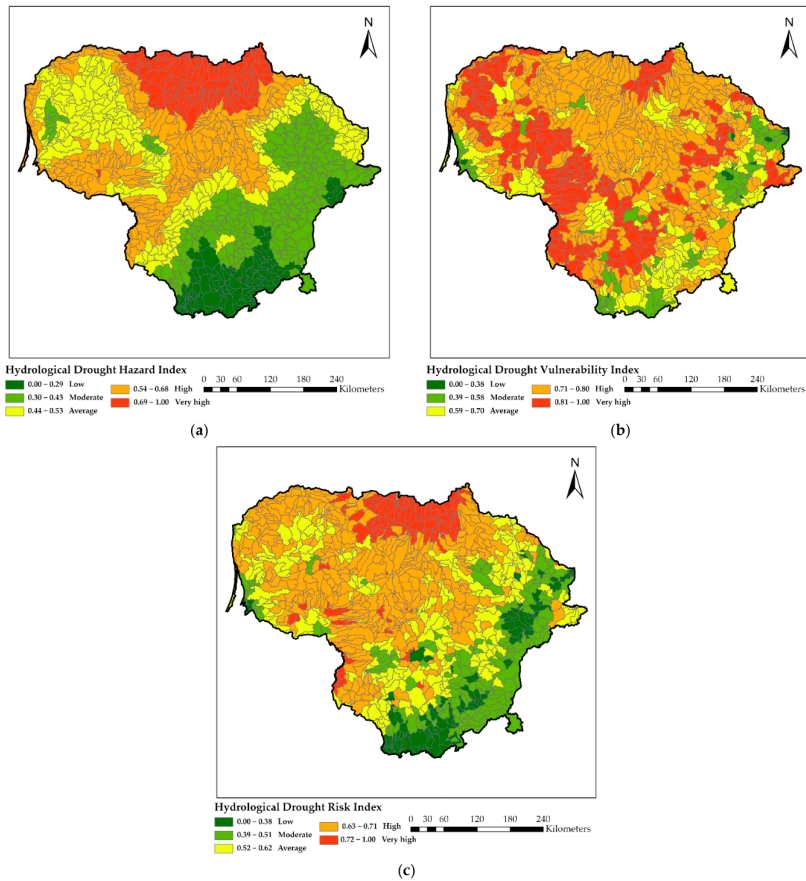 N
N
Hydrological Drought Hazard Index
0.00 – 0.29 Low
0.30 – 0.43 Moderate
0.44 – 0.53 Average
0.54 – 0.68 High
0.69 – 1.00 Very high
0 30 60 120 180 240
Kilometers
(a)
Hydrological Drought Vulnerability Index
0.00 – 0.38 Low
0.39 – 0.58 Moderate
0.59 – 0.70 Average
0.71 – 0.80 High
0.81 – 1.00 Very high
0 30 60 120 180 240
Kilometers
(b)
N
Hydrological Drought Risk Index
0.00 – 0.38 Low
0.39 – 0.51 Moderate
0.52 – 0.62 Average
0.63 – 0.71 High
0.72 – 1.00 Very high
0 30 60 120 180 240
Kilometers
(c)